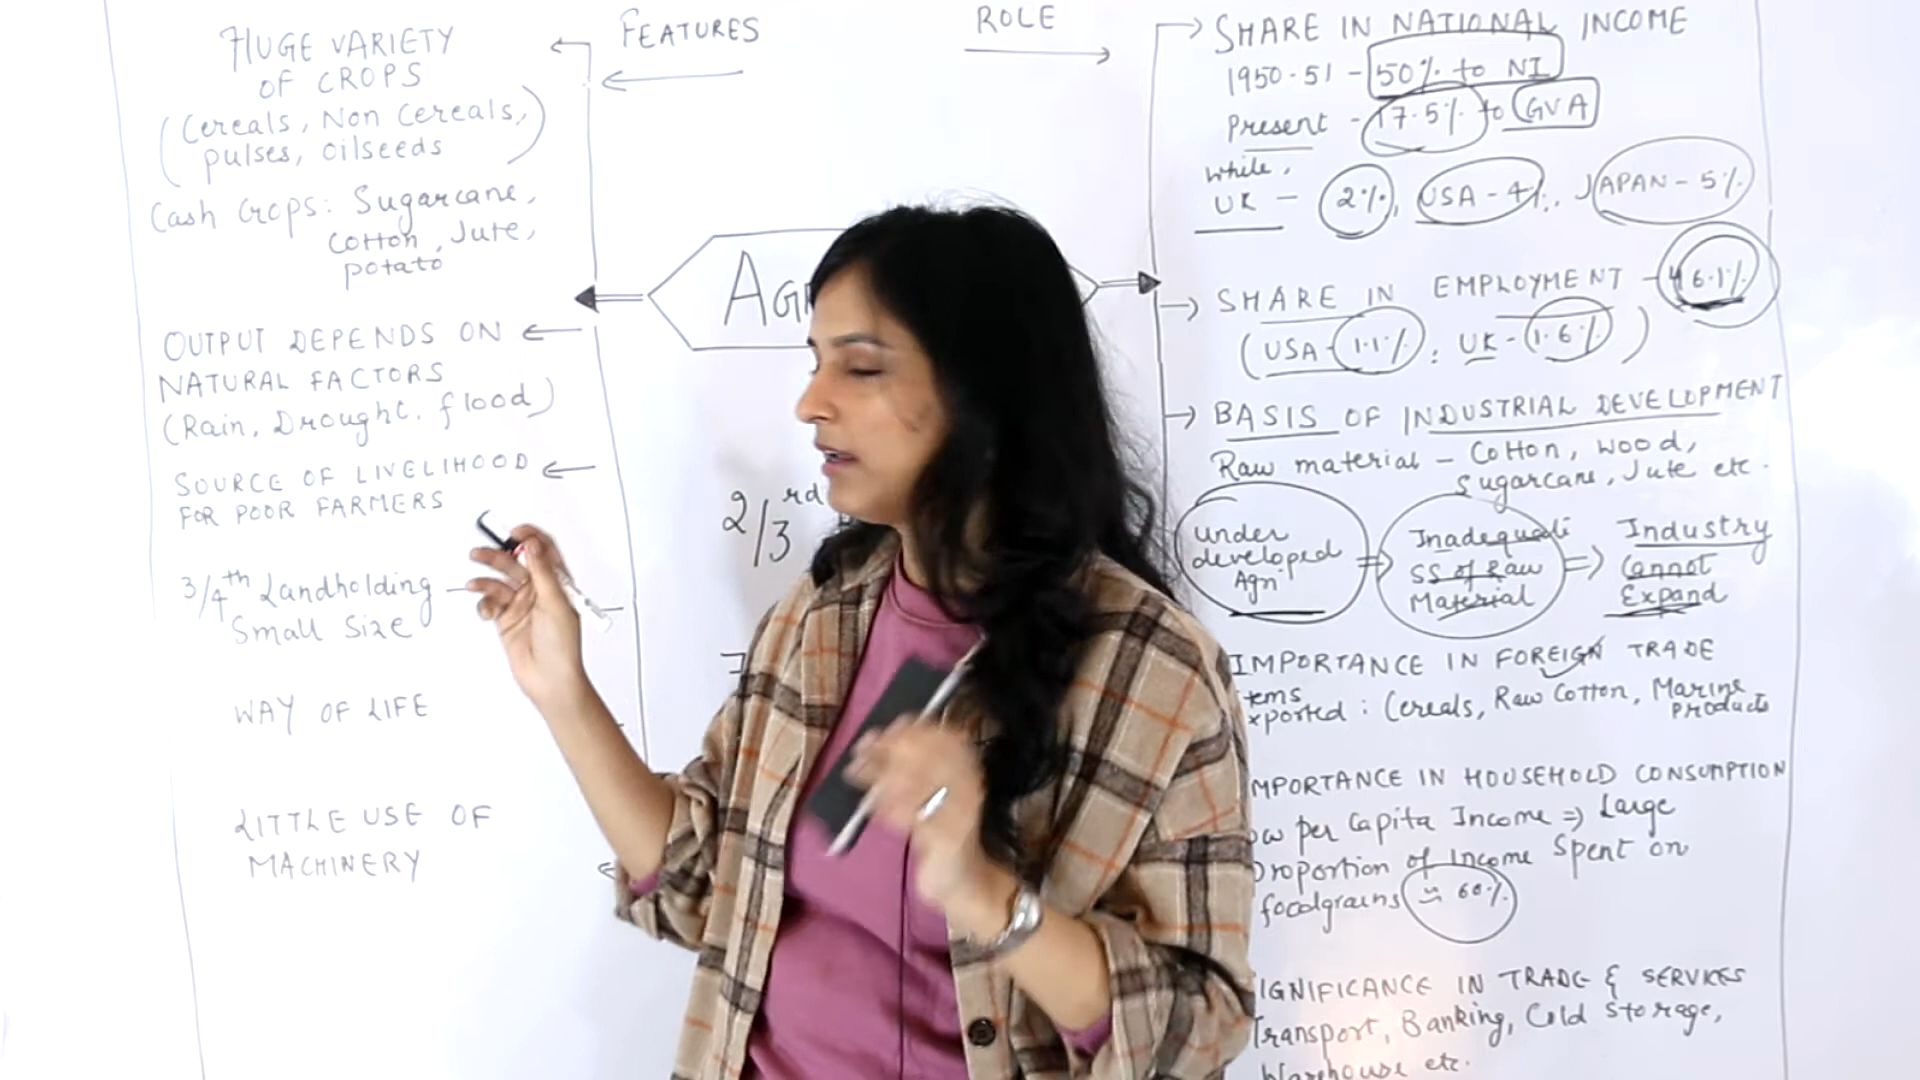 FEATURES
HUGE VARIETY
OF CROPS
(Cereals, Non Cereals,
pulses, oilseeds)
Cash Crops: Sugarcane,
Cotton, Jute,
potato
OUTPUT DEPENDS ON
NATURAL FACTORS
(Rain, Drought, flood)
SOURCE OF LIVELIHOOD
FOR POOR FARMERS
3/4th Landholding
Small Size
WAY OF LIFE
LITTLE USE OF
MACHINERY
AGR
2/3rd
ROLE
SHARE IN NATIONAL INCOME
1950-51 - 50% to NI
Present - 17.5% to GVA
while,
UK - 2%, USA - 4%, JAPAN - 5%
SHARE IN EMPLOYMENT - 46.1%
(USA - 1.1% : UK - 1.6%)
BASIS OF INDUSTRIAL DEVELOPMENT
Raw material - Cotton, wood,
Sugarcane, Jute etc.
under developed Agri => Inadequate SS of Raw Material => Industry Cannot Expand
IMPORTANCE IN FOREIGN TRADE
tems
xported : Cereals, Raw Cotton, Marine Products
MPORTANCE IN HOUSEHOLD CONSUMPTION
ow per Capita Income => Large
proportion of Income Spent on
foodgrains ≈ 60%
IGNIFICANCE IN TRADE & SERVICES
Transport, Banking, Cold Storage,
Warehouse etc.